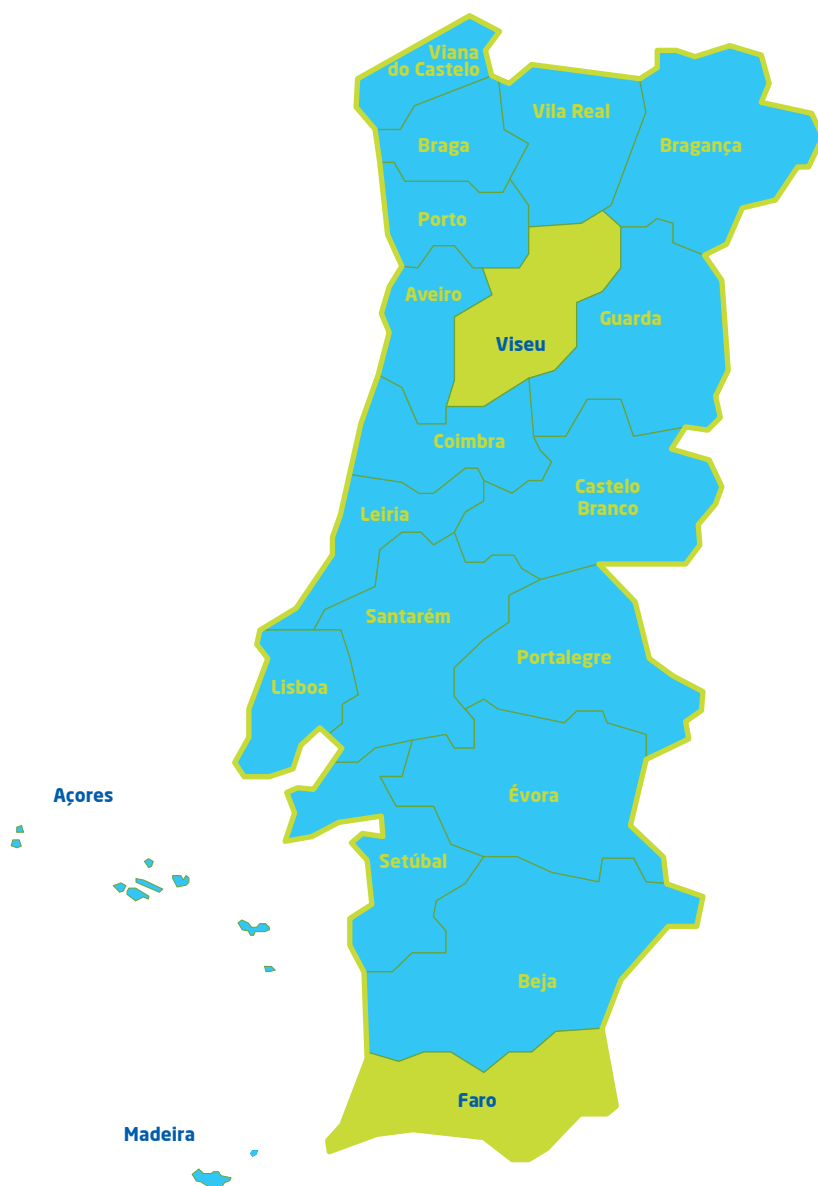 Viana
do Castelo
Vila Real
Braga
Bragança
Porto
Aveiro
Guarda
Viseu
Coimbra
Castelo
Branco
Leiria
Santarém
Portalegre
Lisboa
Açores
Évora
Setúbal
Beja
Faro
Madeira